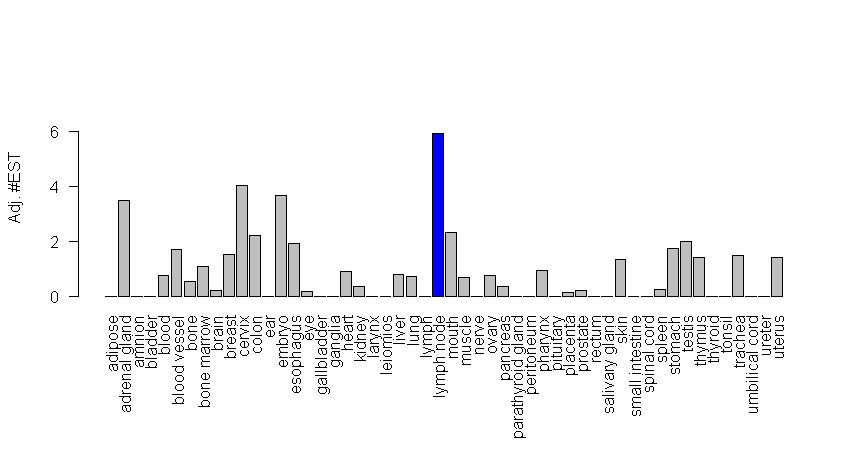 Adj. #EST
6
4
2
0
adipose
adrenal gland
amnion
bladder
blood
blood vessel
bone
bone marrow
brain
breast
cervix
colon
ear
embryo
esophagus
eye
gallbladder
ganglia
heart
kidney
larynx
leiomios
liver
lung
lymph
lymph node
mouth
muscle
nerve
ovary
pancreas
parathyroid gland
peritoneum
pharynx
pituitary
placenta
prostate
rectum
salivary gland
skin
small intestine
spinal cord
spleen
stomach
testis
thymus
thyroid
tonsil
trachea
umbilical cord
ureter
uterus